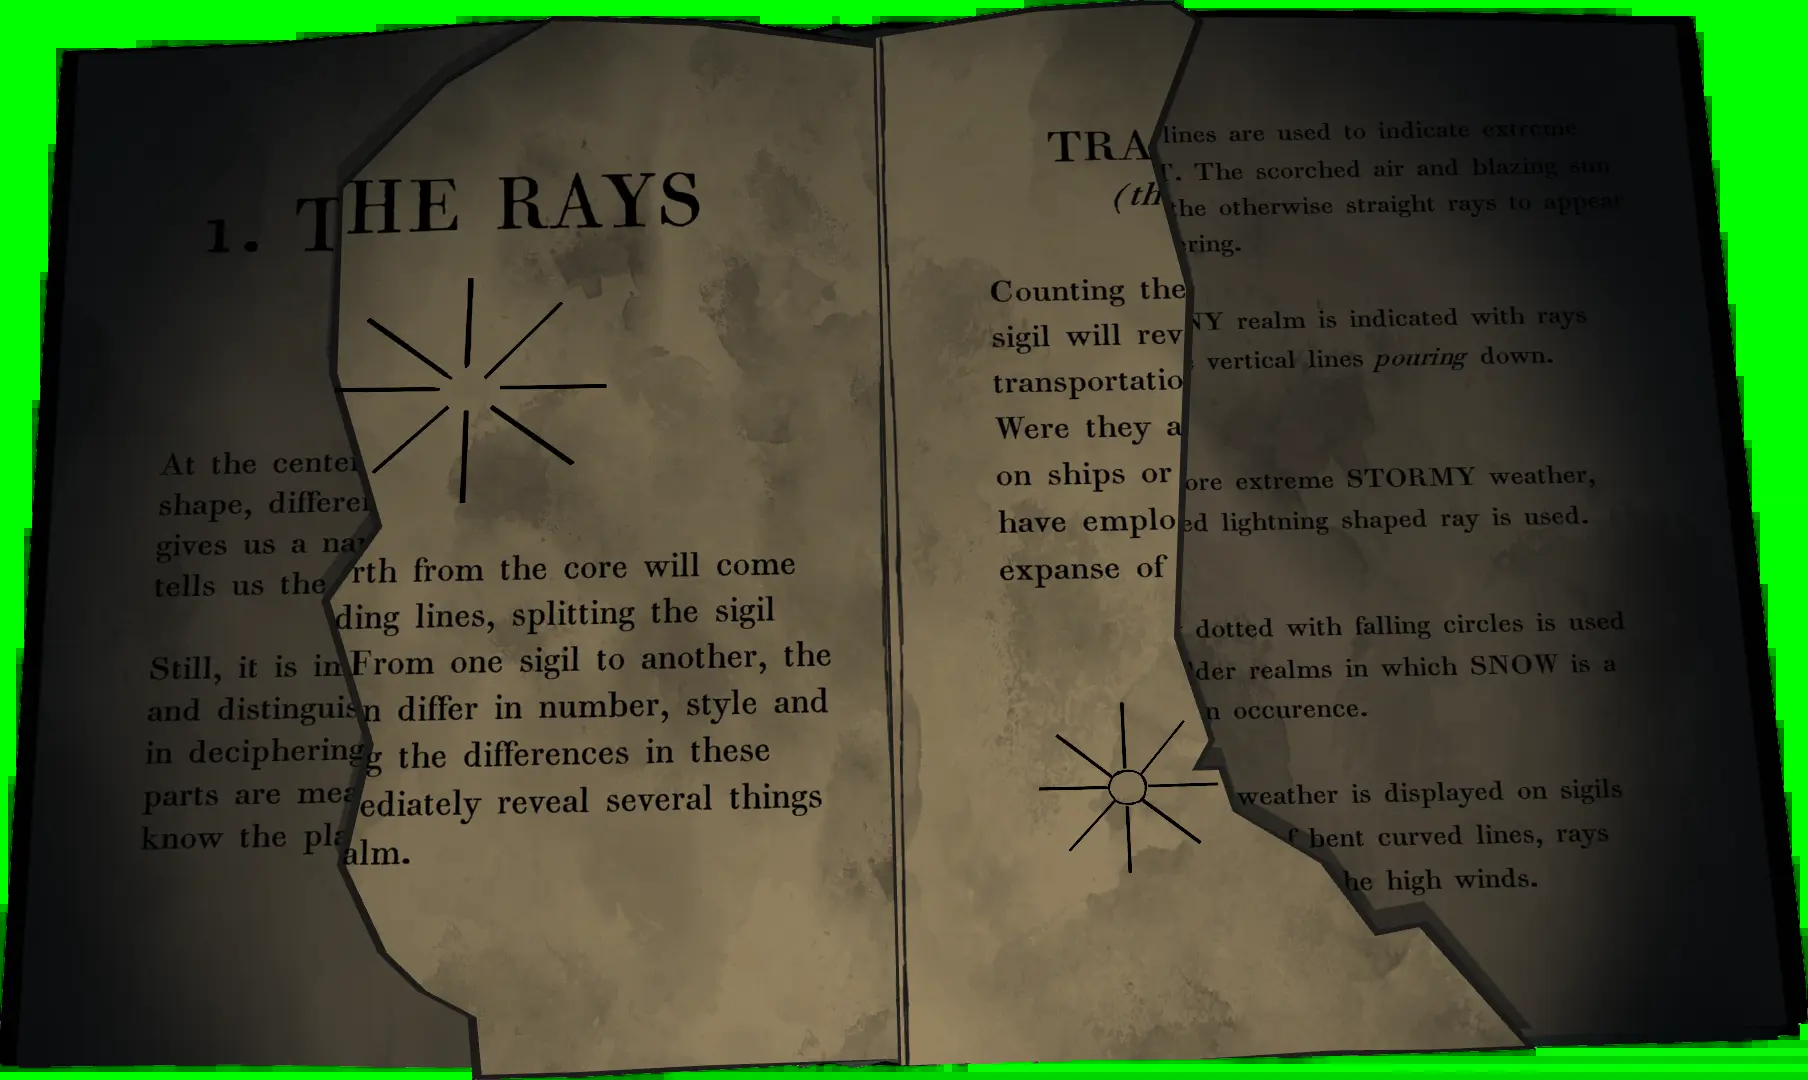 1. THE RAYS
At the center
shape, differen
gives us a na
tells us the
Still, it is im
and distinguis
in deciphering
parts are mea
know the pla
rth from the core will come
ding lines, splitting the sigil
From one sigil to another, the
n differ in number, style and
g the differences in these
ediately reveal several things
alm.
TRA
(th
Counting the
sigil will rev
transportatio
Were they a
on ships or
have emplo
expanse of
lines are used to indicate extreme
T. The scorched air and blazing sun
the otherwise straight rays to appear
ering.
NY realm is indicated with rays
vertical lines pouring down.
ore extreme STORMY weather,
ed lightning shaped ray is used.
dotted with falling circles is used
der realms in which SNOW is a
n occurence.
weather is displayed on sigils
f bent curved lines, rays
he high winds.